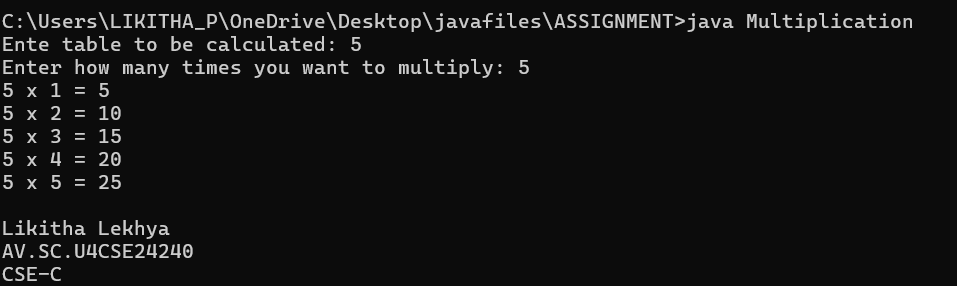 C:\Users\LIKITHA_P\OneDrive\Desktop\javafiles\ASSIGNMENT>java Multiplication
Ente table to be calculated: 5
Enter how many times you want to multiply: 5
5 x 1 = 5
5 x 2 = 10
5 x 3 = 15
5 x 4 = 20
5 x 5 = 25
Likitha Lekhya
AV.SC.U4CSE24240
CSE-C